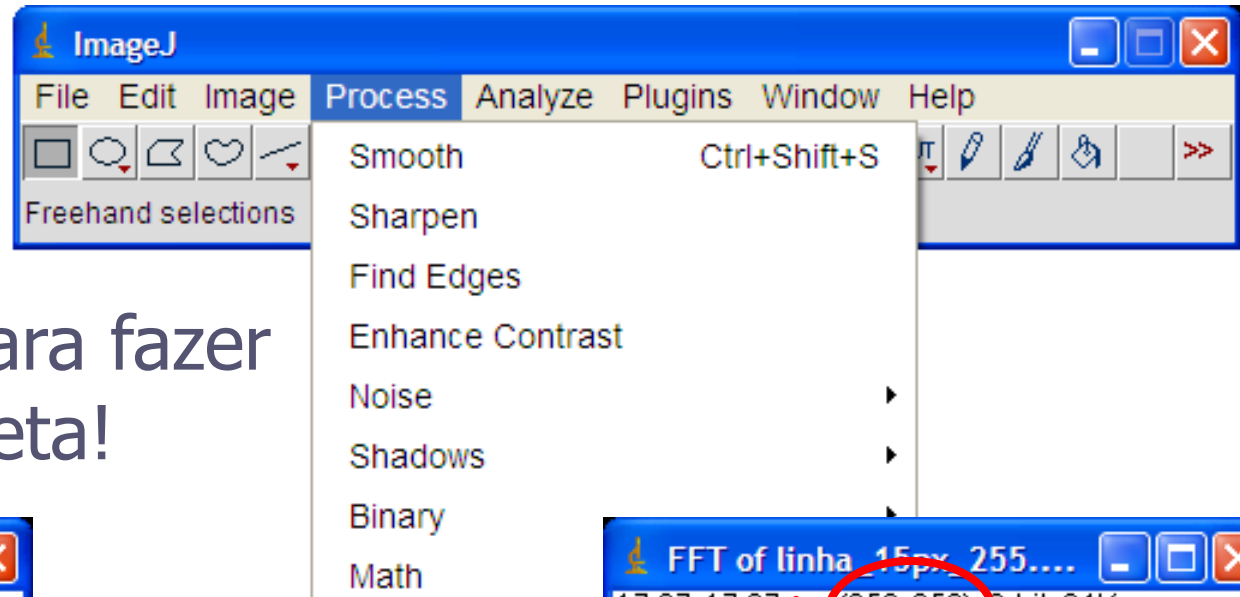 ImageJ
File Edit Image Process Analyze Plugins Window Help
Freehand selections
Smooth Ctrl+Shift+S
Sharpen
Find Edges
Enhance Contrast
Noise
Shadows
Binary
Math
ara fazer
eta!
FFT of linha_15px_255....